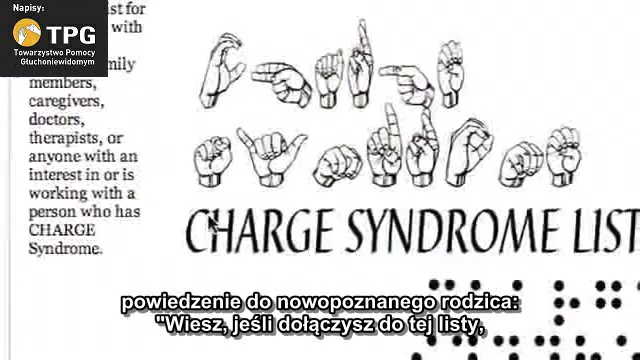 Napisy:
TPG
Towarzystwo Pomocy
Głuchoniewidomym
ist for
with
mily
members,
caregivers,
doctors,
therapists, or
anyone with an
interest in or is
working with a
person who has
CHARGE
Syndrome.
CHARGE SYNDROME LIST
powiedzenie do nowopoznanego rodzica:
"Wiesz, jeśli dołączysz do tej listy,